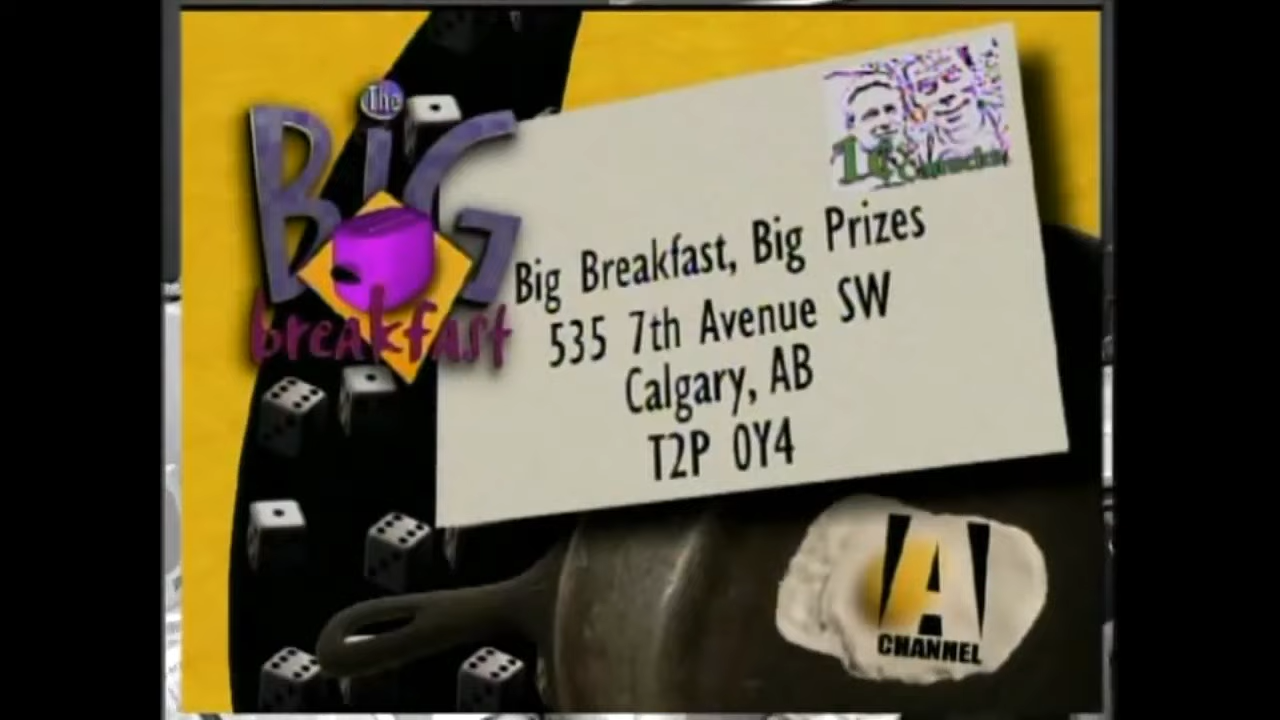 The
BiG
breakfast
Big Breakfast, Big Prizes
535 7th Avenue SW
Calgary, AB
T2P 0Y4
A
CHANNEL